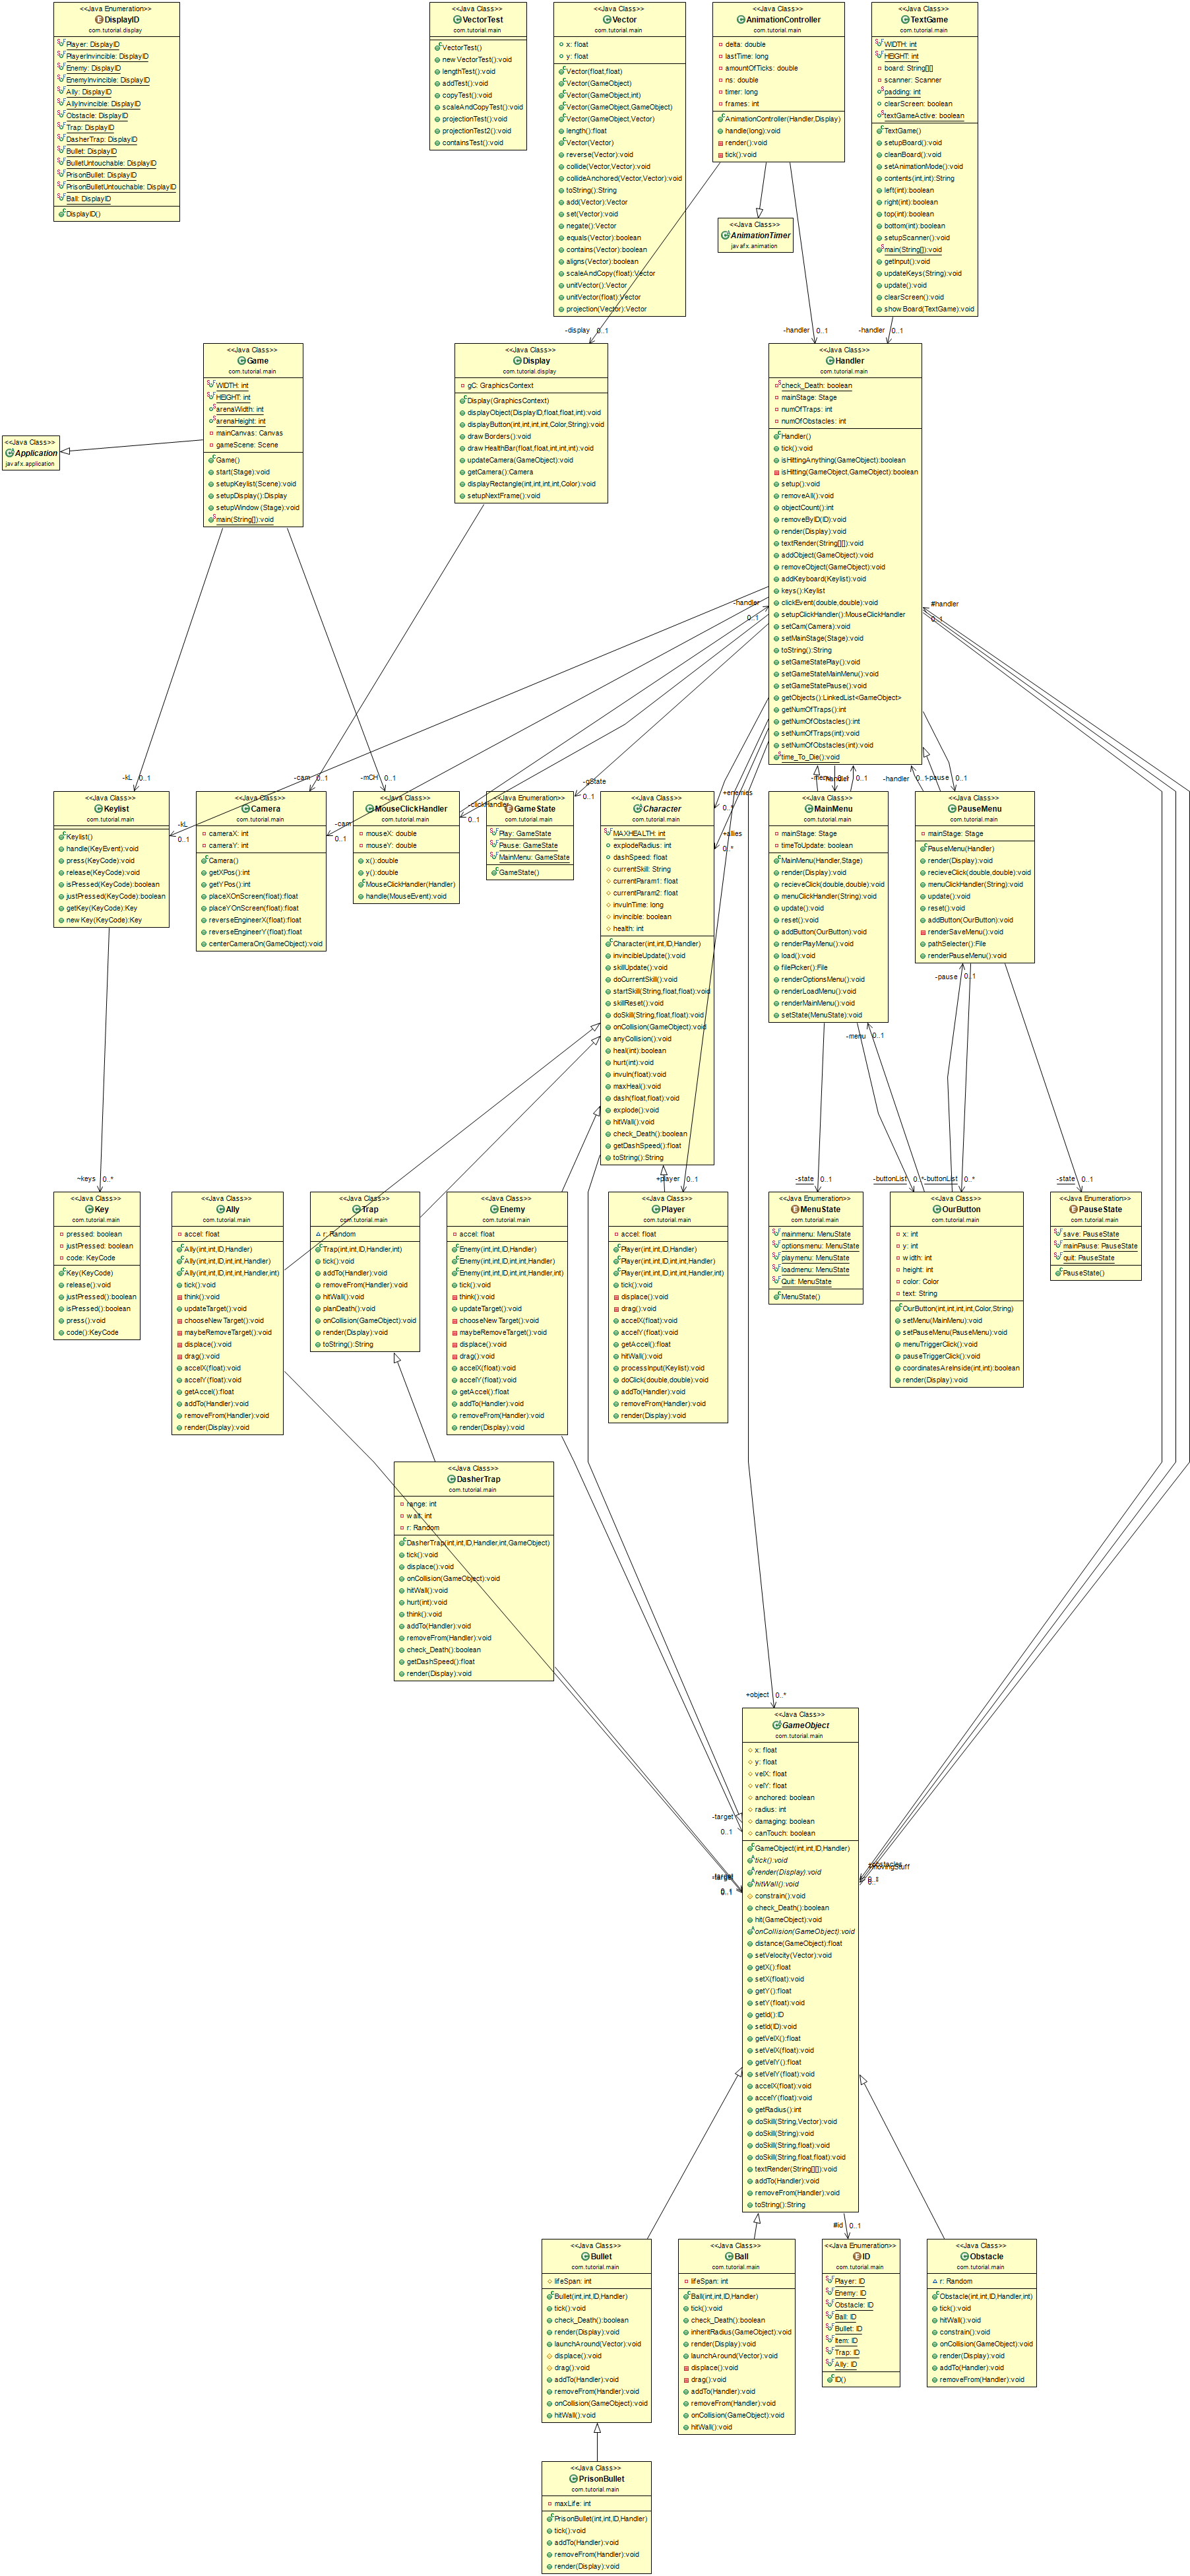 <<Java Enumeration>>
DisplayID
com.tutorial.display
Player: DisplayID
PlayerInvincible: DisplayID
Enemy: DisplayID
EnemyInvincible: DisplayID
Ally: DisplayID
AllyInvincible: DisplayID
Obstacle: DisplayID
Trap: DisplayID
DasherTrap: DisplayID
Bullet: DisplayID
BulletUntouchable: DisplayID
PrisonBullet: DisplayID
PrisonBulletUntouchable: DisplayID
Ball: DisplayID
DisplayID()
<<Java Class>>
VectorTest
com.tutorial.main
VectorTest()
newVectorTest():void
lengthTest():void
addTest():void
copyTest():void
scaleAndCopyTest():void
projectionTest():void
projectionTest2():void
containsTest():void
<<Java Class>>
Vector
com.tutorial.main
x: float
y: float
Vector(float,float)
Vector(GameObject)
Vector(GameObject,int)
Vector(GameObject,GameObject)
Vector(GameObject,Vector)
length():float
Vector(Vector)
reverse(Vector):void
collide(Vector,Vector):void
collideAnchored(Vector,Vector):void
toString():String
add(Vector):Vector
set(Vector):void
negate():Vector
equals(Vector):boolean
contains(Vector):boolean
aligns(Vector):boolean
scaleAndCopy(float):Vector
unitVector():Vector
unitVector(float):Vector
projection(Vector):Vector
<<Java Class>>
AnimationController
com.tutorial.main
delta: double
lastTime: long
amountOfTicks: double
ns: double
timer: long
frames: int
AnimationController(Handler,Display)
handle(long):void
render():void
tick():void
<<Java Class>>
AnimationTimer
javafx.animation
<<Java Class>>
TextGame
com.tutorial.main
WIDTH: int
HEIGHT: int
board: String[][]
scanner: Scanner
padding: int
clearScreen: boolean
textGameActive: boolean
TextGame()
setupBoard():void
cleanBoard():void
setAnimationMode():void
contents(int,int):String
left(int):boolean
right(int):boolean
top(int):boolean
bottom(int):boolean
setupScanner():void
main(String[]):void
getInput():void
updateKeys(String):void
update():void
clearScreen():void
showBoard(TextGame):void
-display 0..1
-handler 0..1
-handler 0..1
<<Java Class>>
Game
com.tutorial.main
WIDTH: int
HEIGHT: int
arenaWidth: int
arenaHeight: int
mainCanvas: Canvas
gameScene: Scene
Game()
start(Stage):void
setupKeylist(Scene):void
setupDisplay():Display
setupWindow(Stage):void
main(String[]):void
<<Java Class>>
Application
javafx.application
<<Java Class>>
Display
com.tutorial.display
gC: GraphicsContext
Display(GraphicsContext)
displayObject(DisplayID,float,float,int):void
displayButton(int,int,int,int,Color,String):void
drawBorders():void
drawHealthBar(float,float,int,int,int):void
updateCamera(GameObject):void
getCamera():Camera
displayRectangle(int,int,int,int,Color):void
setupNextFrame():void
<<Java Class>>
Handler
com.tutorial.main
check_Death: boolean
mainStage: Stage
numOfTraps: int
numOfObstacles: int
Handler()
tick():void
isHittingAnything(GameObject):boolean
isHitting(GameObject,GameObject):boolean
setup():void
removeAll():void
objectCount():int
removeByID(ID):void
render(Display):void
textRender(String[][]):void
addObject(GameObject):void
removeObject(GameObject):void
addKeyboard(Keylist):void
keys():Keylist
clickEvent(double,double):void
setupClickHandler():MouseClickHandler
setCam(Camera):void
setMainStage(Stage):void
toString():String
setGameStatePlay():void
setGameStateMainMenu():void
setGameStatePause():void
getObjects():LinkedList<GameObject>
getNumOfTraps():int
getNumOfObstacles():int
setNumOfTraps(int):void
setNumOfObstacles(int):void
time_To_Die():void
-handler
0..1
#handler
0..1
-kL 0..1
-cam 0..1
-mCH 0..1
-gState
0..1
-menu 0..1
-handler 0..1
-handler 0..1
-pause 0..1
<<Java Class>>
Keylist
com.tutorial.main
Keylist()
handle(KeyEvent):void
press(KeyCode):void
release(KeyCode):void
isPressed(KeyCode):boolean
justPressed(KeyCode):boolean
getKey(KeyCode):Key
newKey(KeyCode):Key
-kL
0..1
<<Java Class>>
Camera
com.tutorial.main
cameraX: int
cameraY: int
Camera()
getXPos():int
getYPos():int
placeXOnScreen(float):float
placeYOnScreen(float):float
reverseEngineerX(float):float
reverseEngineerY(float):float
centerCameraOn(GameObject):void
-cam
0..1
<<Java Class>>
MouseClickHandler
com.tutorial.main
mouseX: double
mouseY: double
x():double
y():double
MouseClickHandler(Handler)
handle(MouseEvent):void
-clickHandler
0..1
<<Java Enumeration>>
GameState
com.tutorial.main
Play: GameState
Pause: GameState
MainMenu: GameState
GameState()
<<Java Class>>
Character
com.tutorial.main
MAXHEALTH: int
explodeRadius: int
dashSpeed: float
currentSkill: String
currentParam1: float
currentParam2: float
invulnTime: long
invincible: boolean
health: int
Character(int,int,ID,Handler)
invincibleUpdate():void
skillUpdate():void
doCurrentSkill():void
startSkill(String,float,float):void
skillReset():void
doSkill(String,float,float):void
onCollision(GameObject):void
anyCollision():void
heal(int):boolean
hurt(int):void
invuln(float):void
maxHeal():void
dash(float,float):void
explode():void
hitWall():void
check_Death():boolean
getDashSpeed():float
toString():String
+enemies
0..*
+allies
0..*
<<Java Class>>
MainMenu
com.tutorial.main
mainStage: Stage
timeToUpdate: boolean
MainMenu(Handler,Stage)
render(Display):void
recieveClick(double,double):void
menuClickHandler(String):void
update():void
reset():void
addButton(OurButton):void
renderPlayMenu():void
load():void
filePicker():File
renderOptionsMenu():void
renderLoadMenu():void
renderMainMenu():void
setState(MenuState):void
<<Java Class>>
PauseMenu
com.tutorial.main
mainStage: Stage
PauseMenu(Handler)
render(Display):void
recieveClick(double,double):void
menuClickHandler(String):void
update():void
reset():void
addButton(OurButton):void
renderSaveMenu():void
pathSelecter():File
renderPauseMenu():void
-pause 0..1
-menu 0..1
~keys 0..*
+player 0..1
-state 0..1
-buttonList 0..*
-buttonList 0..*
-state 0..1
<<Java Class>>
Key
com.tutorial.main
pressed: boolean
justPressed: boolean
code: KeyCode
Key(KeyCode)
release():void
justPressed():boolean
isPressed():boolean
press():void
code():KeyCode
<<Java Class>>
Ally
com.tutorial.main
accel: float
Ally(int,int,ID,Handler)
Ally(int,int,ID,int,int,Handler)
Ally(int,int,ID,int,int,Handler,int)
tick():void
think():void
updateTarget():void
chooseNewTarget():void
maybeRemoveTarget():void
displace():void
drag():void
accelX(float):void
accelY(float):void
getAccel():float
addTo(Handler):void
removeFrom(Handler):void
render(Display):void
<<Java Class>>
Trap
com.tutorial.main
r: Random
Trap(int,int,ID,Handler,int)
tick():void
addTo(Handler):void
removeFrom(Handler):void
hitWall():void
planDeath():void
onCollision(GameObject):void
render(Display):void
toString():String
<<Java Class>>
Enemy
com.tutorial.main
accel: float
Enemy(int,int,ID,Handler)
Enemy(int,int,ID,int,int,Handler)
Enemy(int,int,ID,int,int,Handler,int)
tick():void
think():void
updateTarget():void
chooseNewTarget():void
maybeRemoveTarget():void
displace():void
drag():void
accelX(float):void
accelY(float):void
getAccel():float
addTo(Handler):void
removeFrom(Handler):void
render(Display):void
<<Java Class>>
Player
com.tutorial.main
accel: float
Player(int,int,ID,Handler)
Player(int,int,ID,int,int,Handler)
Player(int,int,ID,int,int,Handler,int)
tick():void
displace():void
drag():void
accelX(float):void
accelY(float):void
getAccel():float
hitWall():void
processInput(Keylist):void
doClick(double,double):void
addTo(Handler):void
removeFrom(Handler):void
render(Display):void
<<Java Enumeration>>
MenuState
com.tutorial.main
mainmenu: MenuState
optionsmenu: MenuState
playmenu: MenuState
loadmenu: MenuState
Quit: MenuState
MenuState()
<<Java Class>>
OurButton
com.tutorial.main
x: int
y: int
width: int
height: int
color: Color
text: String
OurButton(int,int,int,int,Color,String)
setMenu(MainMenu):void
setPauseMenu(PauseMenu):void
menuTriggerClick():void
pauseTriggerClick():void
coordinatesAreInside(int,int):boolean
render(Display):void
<<Java Enumeration>>
PauseState
com.tutorial.main
save: PauseState
mainPause: PauseState
quit: PauseState
PauseState()
<<Java Class>>
DasherTrap
com.tutorial.main
range: int
wait: int
r: Random
DasherTrap(int,int,ID,Handler,int,GameObject)
tick():void
displace():void
onCollision(GameObject):void
hitWall():void
hurt(int):void
think():void
addTo(Handler):void
removeFrom(Handler):void
check_Death():boolean
getDashSpeed():float
render(Display):void
+object 0..*
<<Java Class>>
GameObject
com.tutorial.main
x: float
y: float
velX: float
velY: float
anchored: boolean
radius: int
damaging: boolean
canTouch: boolean
GameObject(int,int,ID,Handler)
tick():void
render(Display):void
hitWall():void
constrain():void
check_Death():boolean
hit(GameObject):void
onCollision(GameObject):void
distance(GameObject):float
setVelocity(Vector):void
getX():float
setX(float):void
getY():float
setY(float):void
getId():ID
setId(ID):void
getVelX():float
setVelX(float):void
getVelY():float
setVelY(float):void
accelX(float):void
accelY(float):void
getRadius():int
doSkill(String,Vector):void
doSkill(String):void
doSkill(String,float):void
doSkill(String,float,float):void
textRender(String[][]):void
addTo(Handler):void
removeFrom(Handler):void
toString():String
-target
0..1
-target
0..1
#id 0..1
<<Java Class>>
Bullet
com.tutorial.main
lifeSpan: int
Bullet(int,int,ID,Handler)
tick():void
check_Death():boolean
render(Display):void
launchAround(Vector):void
displace():void
drag():void
addTo(Handler):void
removeFrom(Handler):void
onCollision(GameObject):void
hitWall():void
<<Java Class>>
Ball
com.tutorial.main
lifeSpan: int
Ball(int,int,ID,Handler)
tick():void
check_Death():boolean
inheritRadius(GameObject):void
render(Display):void
launchAround(Vector):void
displace():void
drag():void
addTo(Handler):void
removeFrom(Handler):void
onCollision(GameObject):void
hitWall():void
<<Java Enumeration>>
ID
com.tutorial.main
Player: ID
Enemy: ID
Obstacle: ID
Ball: ID
Bullet: ID
Item: ID
Trap: ID
Ally: ID
ID()
<<Java Class>>
Obstacle
com.tutorial.main
r: Random
Obstacle(int,int,ID,Handler,int)
tick():void
hitWall():void
constrain():void
onCollision(GameObject):void
render(Display):void
addTo(Handler):void
removeFrom(Handler):void
<<Java Class>>
PrisonBullet
com.tutorial.main
maxLife: int
PrisonBullet(int,int,ID,Handler)
tick():void
addTo(Handler):void
removeFrom(Handler):void
render(Display):void